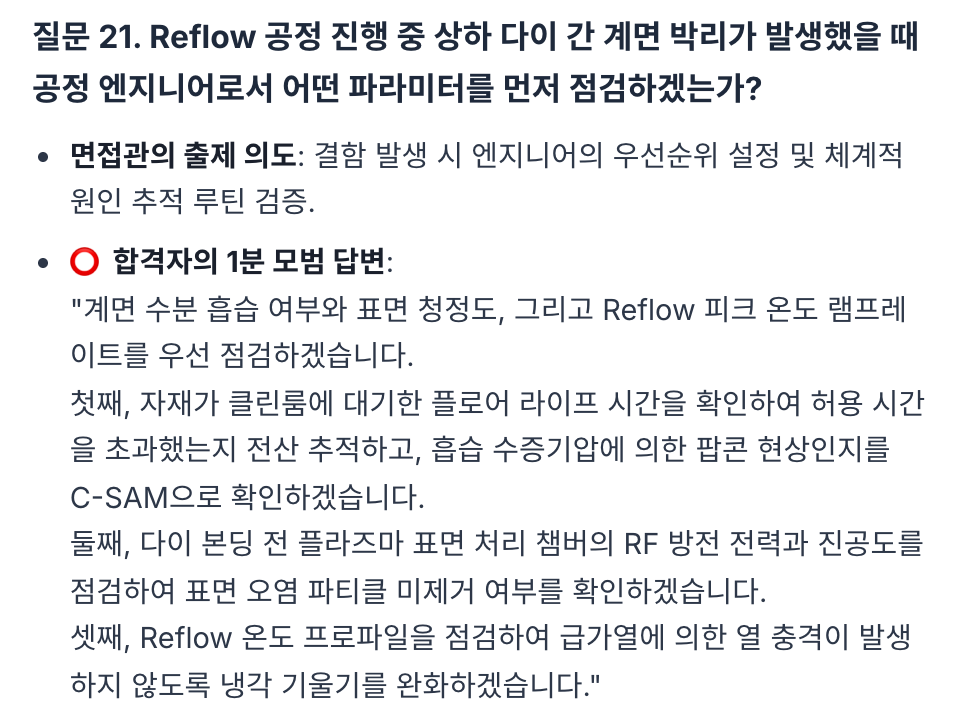 질문 21. Reflow 공정 진행 중 상하 다이 간 계면 박리가 발생했을 때
공정 엔지니어로서 어떤 파라미터를 먼저 점검하겠는가?
• 면접관의 출제 의도: 결함 발생 시 엔지니어의 우선순위 설정 및 체계적
원인 추적 루틴 검증.
• ⭕ 합격자의 1분 모범 답변:
"계면 수분 흡습 여부와 표면 청정도, 그리고 Reflow 피크 온도 램프레
이트를 우선 점검하겠습니다.
첫째, 자재가 클린룸에 대기한 플로어 라이프 시간을 확인하여 허용 시간
을 초과했는지 전산 추적하고, 흡습 수증기압에 의한 팝콘 현상인지를
C-SAM으로 확인하겠습니다.
둘째, 다이 본딩 전 플라즈마 표면 처리 챔버의 RF 방전 전력과 진공도를
점검하여 표면 오염 파티클 미제거 여부를 확인하겠습니다.
셋째, Reflow 온도 프로파일을 점검하여 급가열에 의한 열 충격이 발생
하지 않도록 냉각 기울기를 완화하겠습니다."